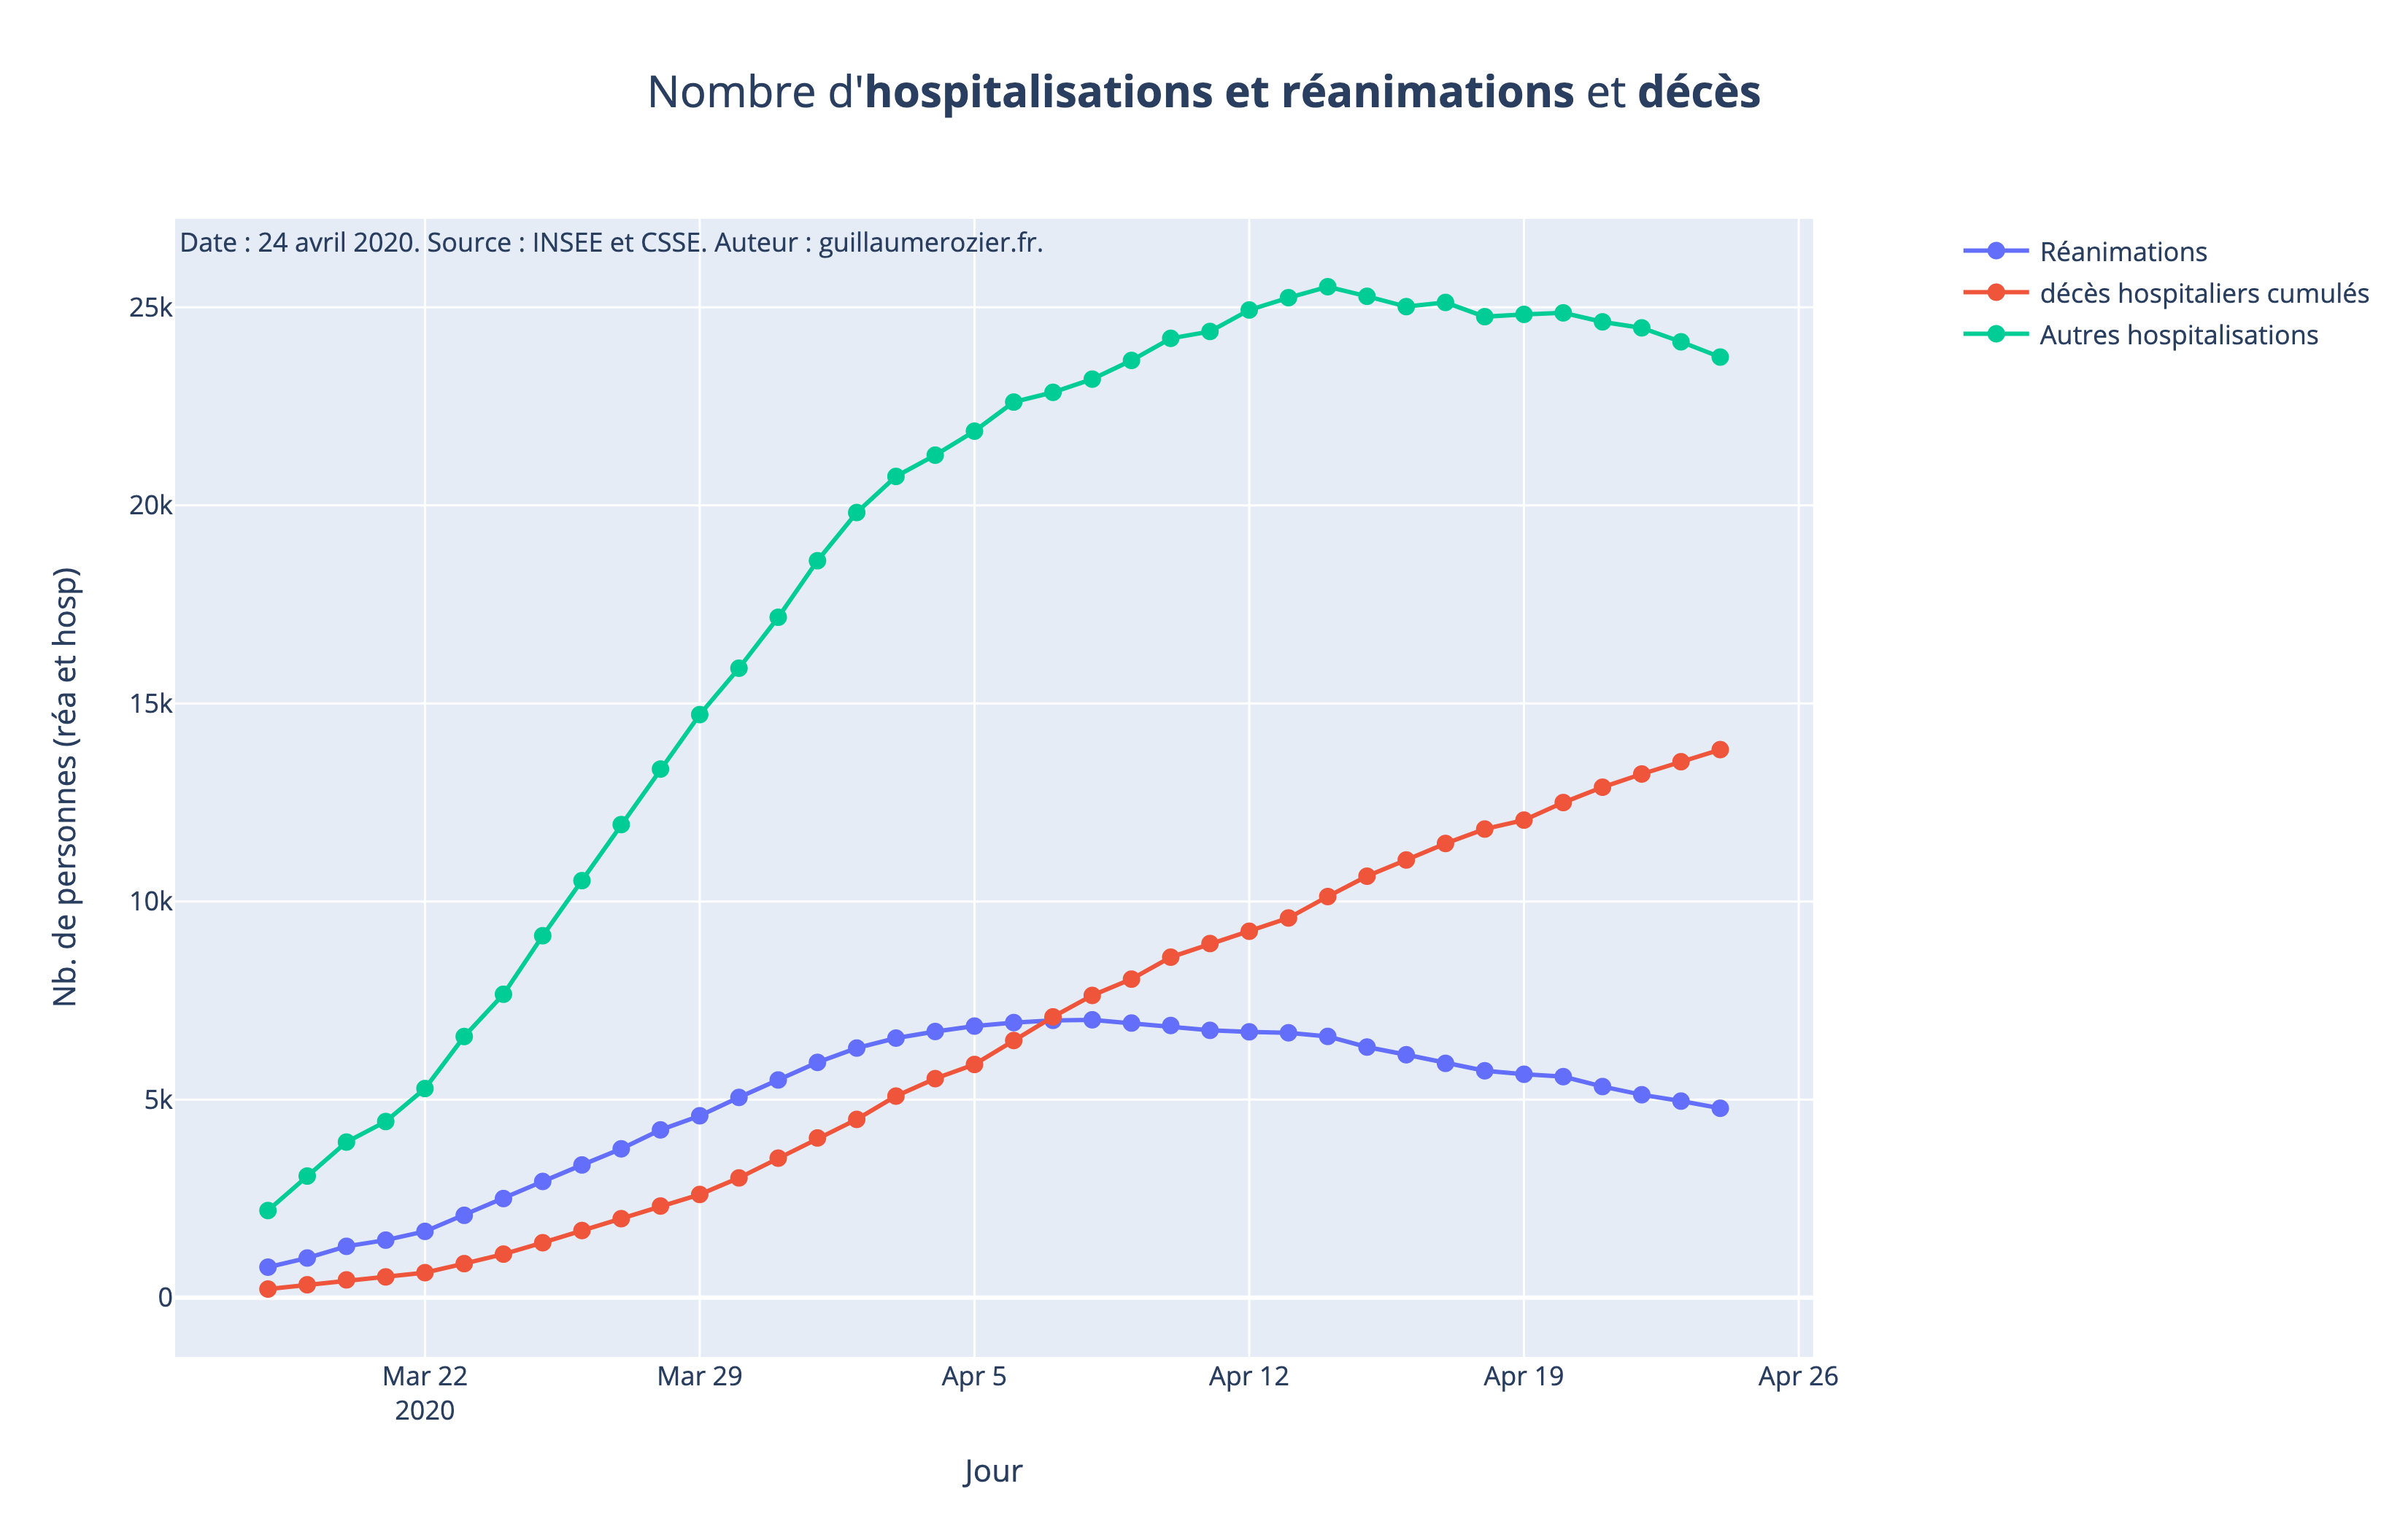 Nombre d'hospitalisations et réanimations et décès
Date : 24 avril 2020. Source : INSEE et CSSE. Auteur : guillaumerozier.fr.
Réanimations
décès hospitaliers cumulés
Autres hospitalisations
Nb. de personnes (réa et hosp)
25k
20k
15k
10k
5k
0
Mar 22
2020
Mar 29
Apr 5
Apr 12
Apr 19
Apr 26
Jour